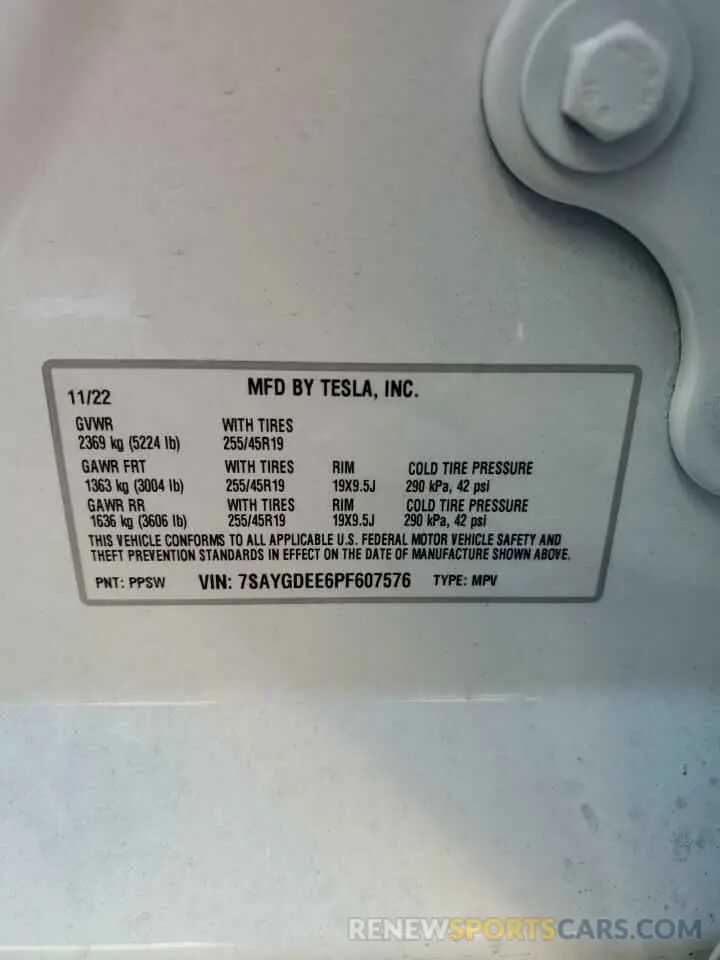 MFD BY TESLA, INC.
11/22
GVWR WITH TIRES
2369 kg (5224 lb) 255/45R19
GAWR FRT WITH TIRES RIM COLD TIRE PRESSURE
1363 kg (3004 lb) 255/45R19 19X9.5J 290 kPa, 42 psi
GAWR RR WITH TIRES RIM COLD TIRE PRESSURE
1636 kg (3606 lb) 255/45R19 19X9.5J 290 kPa, 42 psi
THIS VEHICLE CONFORMS TO ALL APPLICABLE U.S. FEDERAL MOTOR VEHICLE SAFETY AND
THEFT PREVENTION STANDARDS IN EFFECT ON THE DATE OF MANUFACTURE SHOWN ABOVE.
PNT: PPSW VIN: 7SAYGDEE6PF607576 TYPE: MPV
RENEWSPORTSCARS.COM